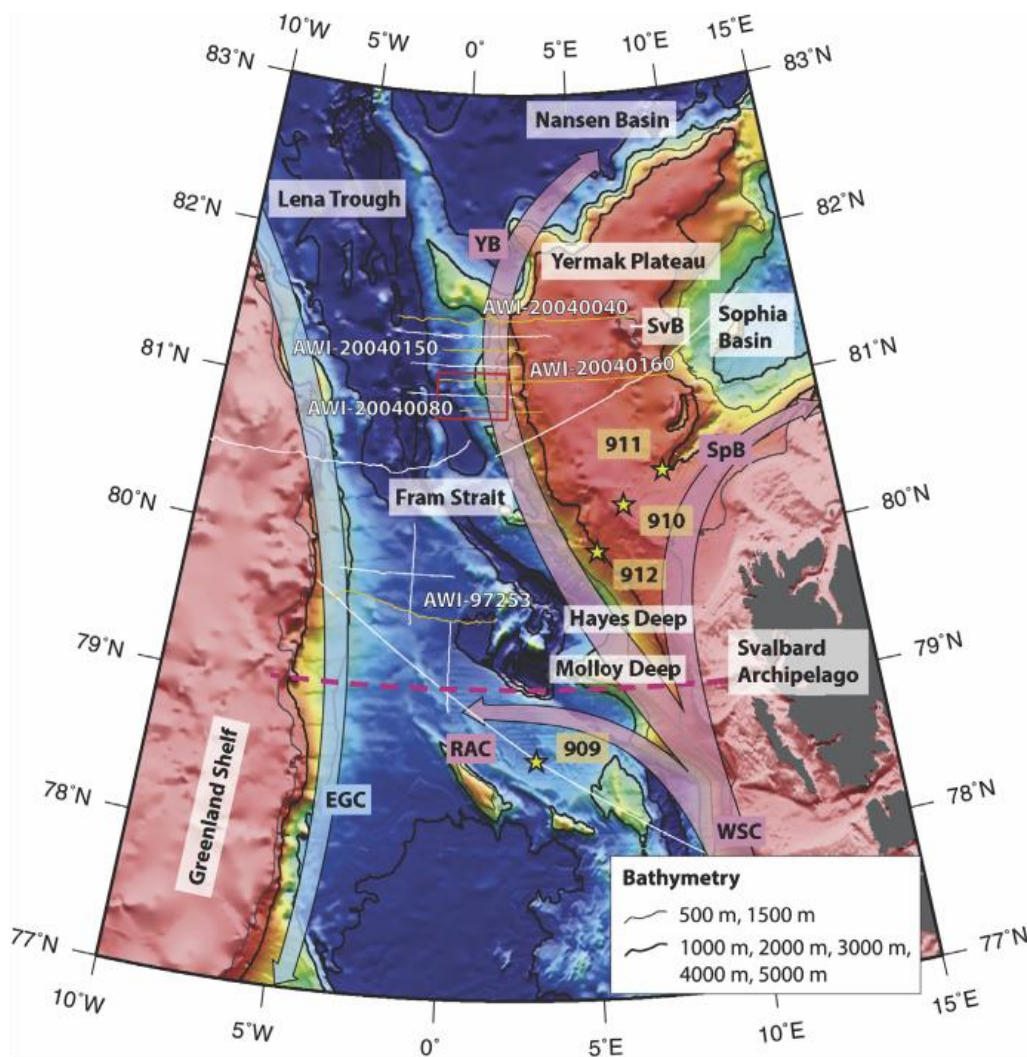 10˚W
5˚W
0˚
5˚E
10˚E
15˚E
83˚N
83˚N
Nansen Basin
Lena Trough
82˚N
82˚N
YB
Yermak Plateau
AWI-20040040
SvB
Sophia
Basin
AWI-20040150
81˚N
81˚N
AWI-20040160
AWI-20040080
911
SpB
80˚N
80˚N
Fram Strait
910
912
AWI-97253
Hayes Deep
79˚N
79˚N
Molloy Deep
Svalbard
Archipelago
RAC
909
Greenland Shelf
78˚N
78˚N
EGC
WSC
Bathymetry
500 m, 1500 m
1000 m, 2000 m, 3000 m,
4000 m, 5000 m
77˚N
77˚N
10˚W
5˚W
0˚
5˚E
10˚E
15˚E